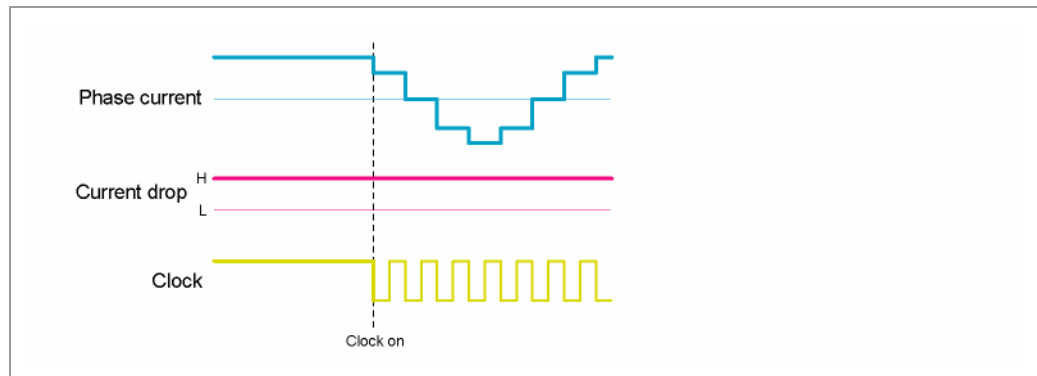 Phase current
H
Current drop
L
Clock
Clock on